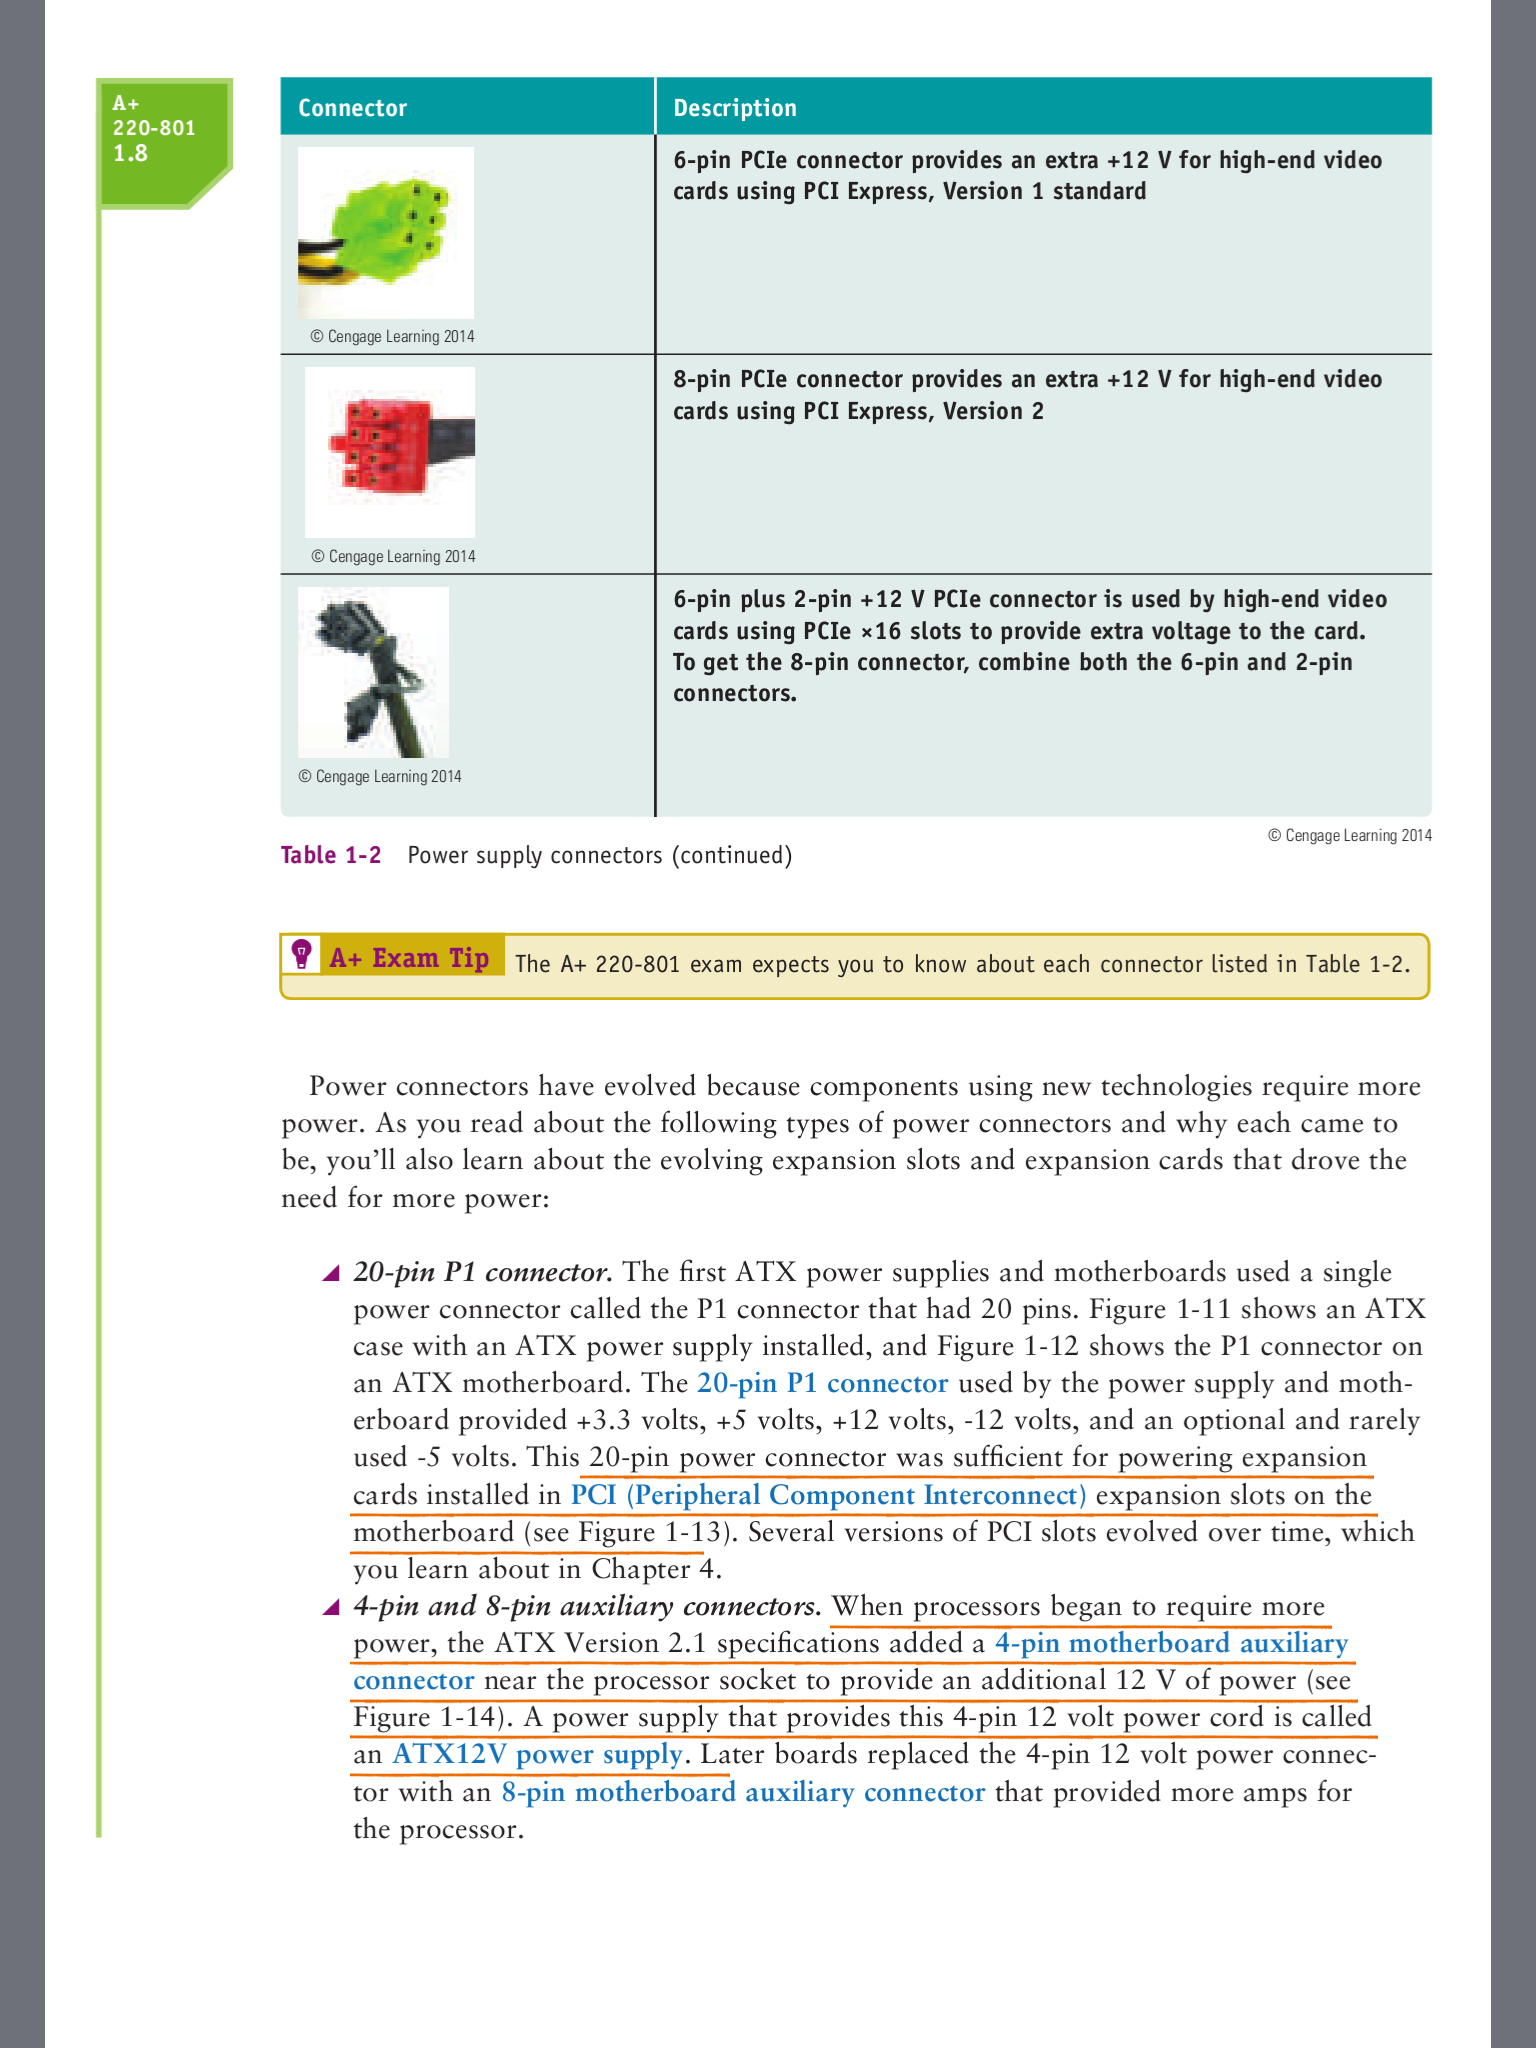 A+
220-801
1.8
Connector
Description
6-pin PCIe connector provides an extra +12 V for high-end video
cards using PCI Express, Version 1 standard
© Cengage Learning 2014
8-pin PCIe connector provides an extra +12 V for high-end video
cards using PCI Express, Version 2
© Cengage Learning 2014
6-pin plus 2-pin +12 V PCIe connector is used by high-end video
cards using PCIe ×16 slots to provide extra voltage to the card.
To get the 8-pin connector, combine both the 6-pin and 2-pin
connectors.
© Cengage Learning 2014
© Cengage Learning 2014
Table 1-2 Power supply connectors (continued)
A+ Exam Tip The A+ 220-801 exam expects you to know about each connector listed in Table 1-2.
Power connectors have evolved because components using new technologies require more
power. As you read about the following types of power connectors and why each came to
be, you'll also learn about the evolving expansion slots and expansion cards that drove the
need for more power:
20-pin P1 connector. The first ATX power supplies and motherboards used a single
power connector called the P1 connector that had 20 pins. Figure 1-11 shows an ATX
case with an ATX power supply installed, and Figure 1-12 shows the P1 connector on
an ATX motherboard. The 20-pin P1 connector used by the power supply and moth-
erboard provided +3.3 volts, +5 volts, +12 volts, -12 volts, and an optional and rarely
used -5 volts. This 20-pin power connector was sufficient for powering expansion
cards installed in PCI (Peripheral Component Interconnect) expansion slots on the
motherboard (see Figure 1-13). Several versions of PCI slots evolved over time, which
you learn about in Chapter 4.
4-pin and 8-pin auxiliary connectors. When processors began to require more
power, the ATX Version 2.1 specifications added a 4-pin motherboard auxiliary
connector near the processor socket to provide an additional 12 V of power (see
Figure 1-14). A power supply that provides this 4-pin 12 volt power cord is called
an ATX12V power supply. Later boards replaced the 4-pin 12 volt power connec-
tor with an 8-pin motherboard auxiliary connector that provided more amps for
the processor.